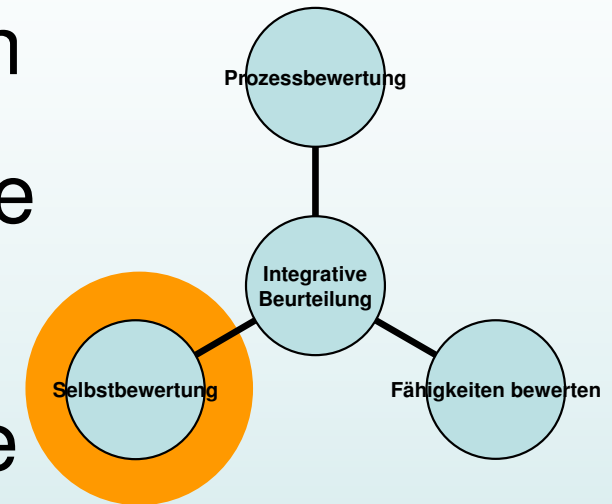 n
Prozessbewertung
e
Integrative
Beurteilung
Selbstbewertung
Fähigkeiten bewerten
e